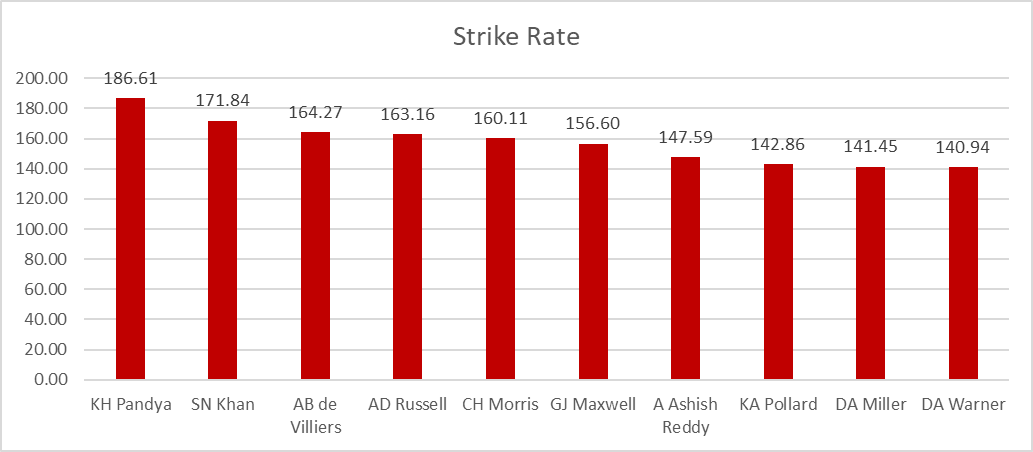 Strike Rate
200.00
180.00
160.00
140.00
120.00
100.00
80.00
60.00
40.00
20.00
0.00
186.61
171.84
164.27
163.16
160.11
156.60
147.59
142.86
141.45
140.94
KH Pandya
SN Khan
AB de
Villiers
AD Russell
CH Morris
GJ Maxwell
A Ashish
Reddy
KA Pollard
DA Miller
DA Warner